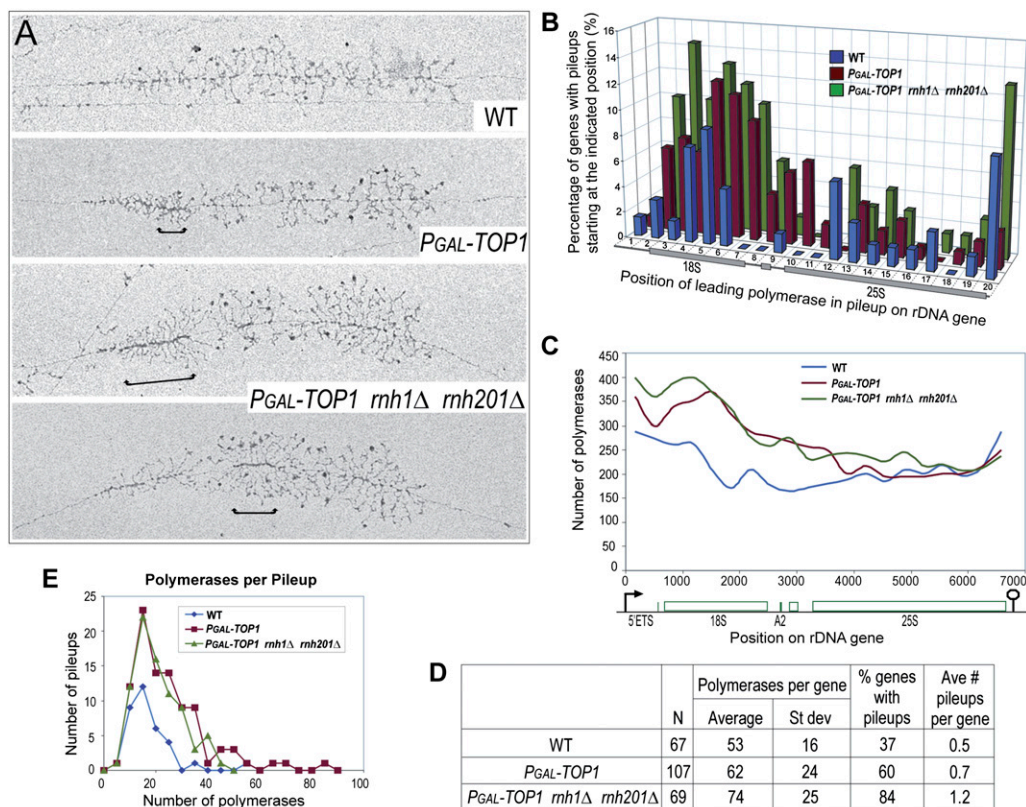 A
WT
PGAL-TOP1
PGAL-TOP1 rnh1Δ rnh201Δ
B
Percentage of genes with pileups
starting at the indicated position (%)
16
14
12
10
8
6
4
2
0
WT
PGAL-TOP1
PGAL-TOP1 rnh1Δ rnh201Δ
1 2 3 4 5 6 7 8 9 10 11 12 13 14 15 16 17 18 19 20
18S
25S
Position of leading polymerase in pileup on rDNA gene
C
Number of polymerases
450
400
350
300
250
200
150
100
50
0
WT
PGAL-TOP1
PGAL-TOP1 rnh1Δ rnh201Δ
0 1000 2000 3000 4000 5000 6000 7000
5'ETS 18S A2 25S
Position on rDNA gene
E
Polymerases per Pileup
Number of pileups
25
20
15
10
5
0
WT
PGAL-TOP1
PGAL-TOP1 rnh1Δ rnh201Δ
0 20 40 60 80 100
Number of polymerases
D
N Polymerases per gene % genes with pileups Ave # pileups per gene
Average St dev
WT 67 53 16 37 0.5
PGAL-TOP1 107 62 24 60 0.7
PGAL-TOP1 rnh1Δ rnh201Δ 69 74 25 84 1.2